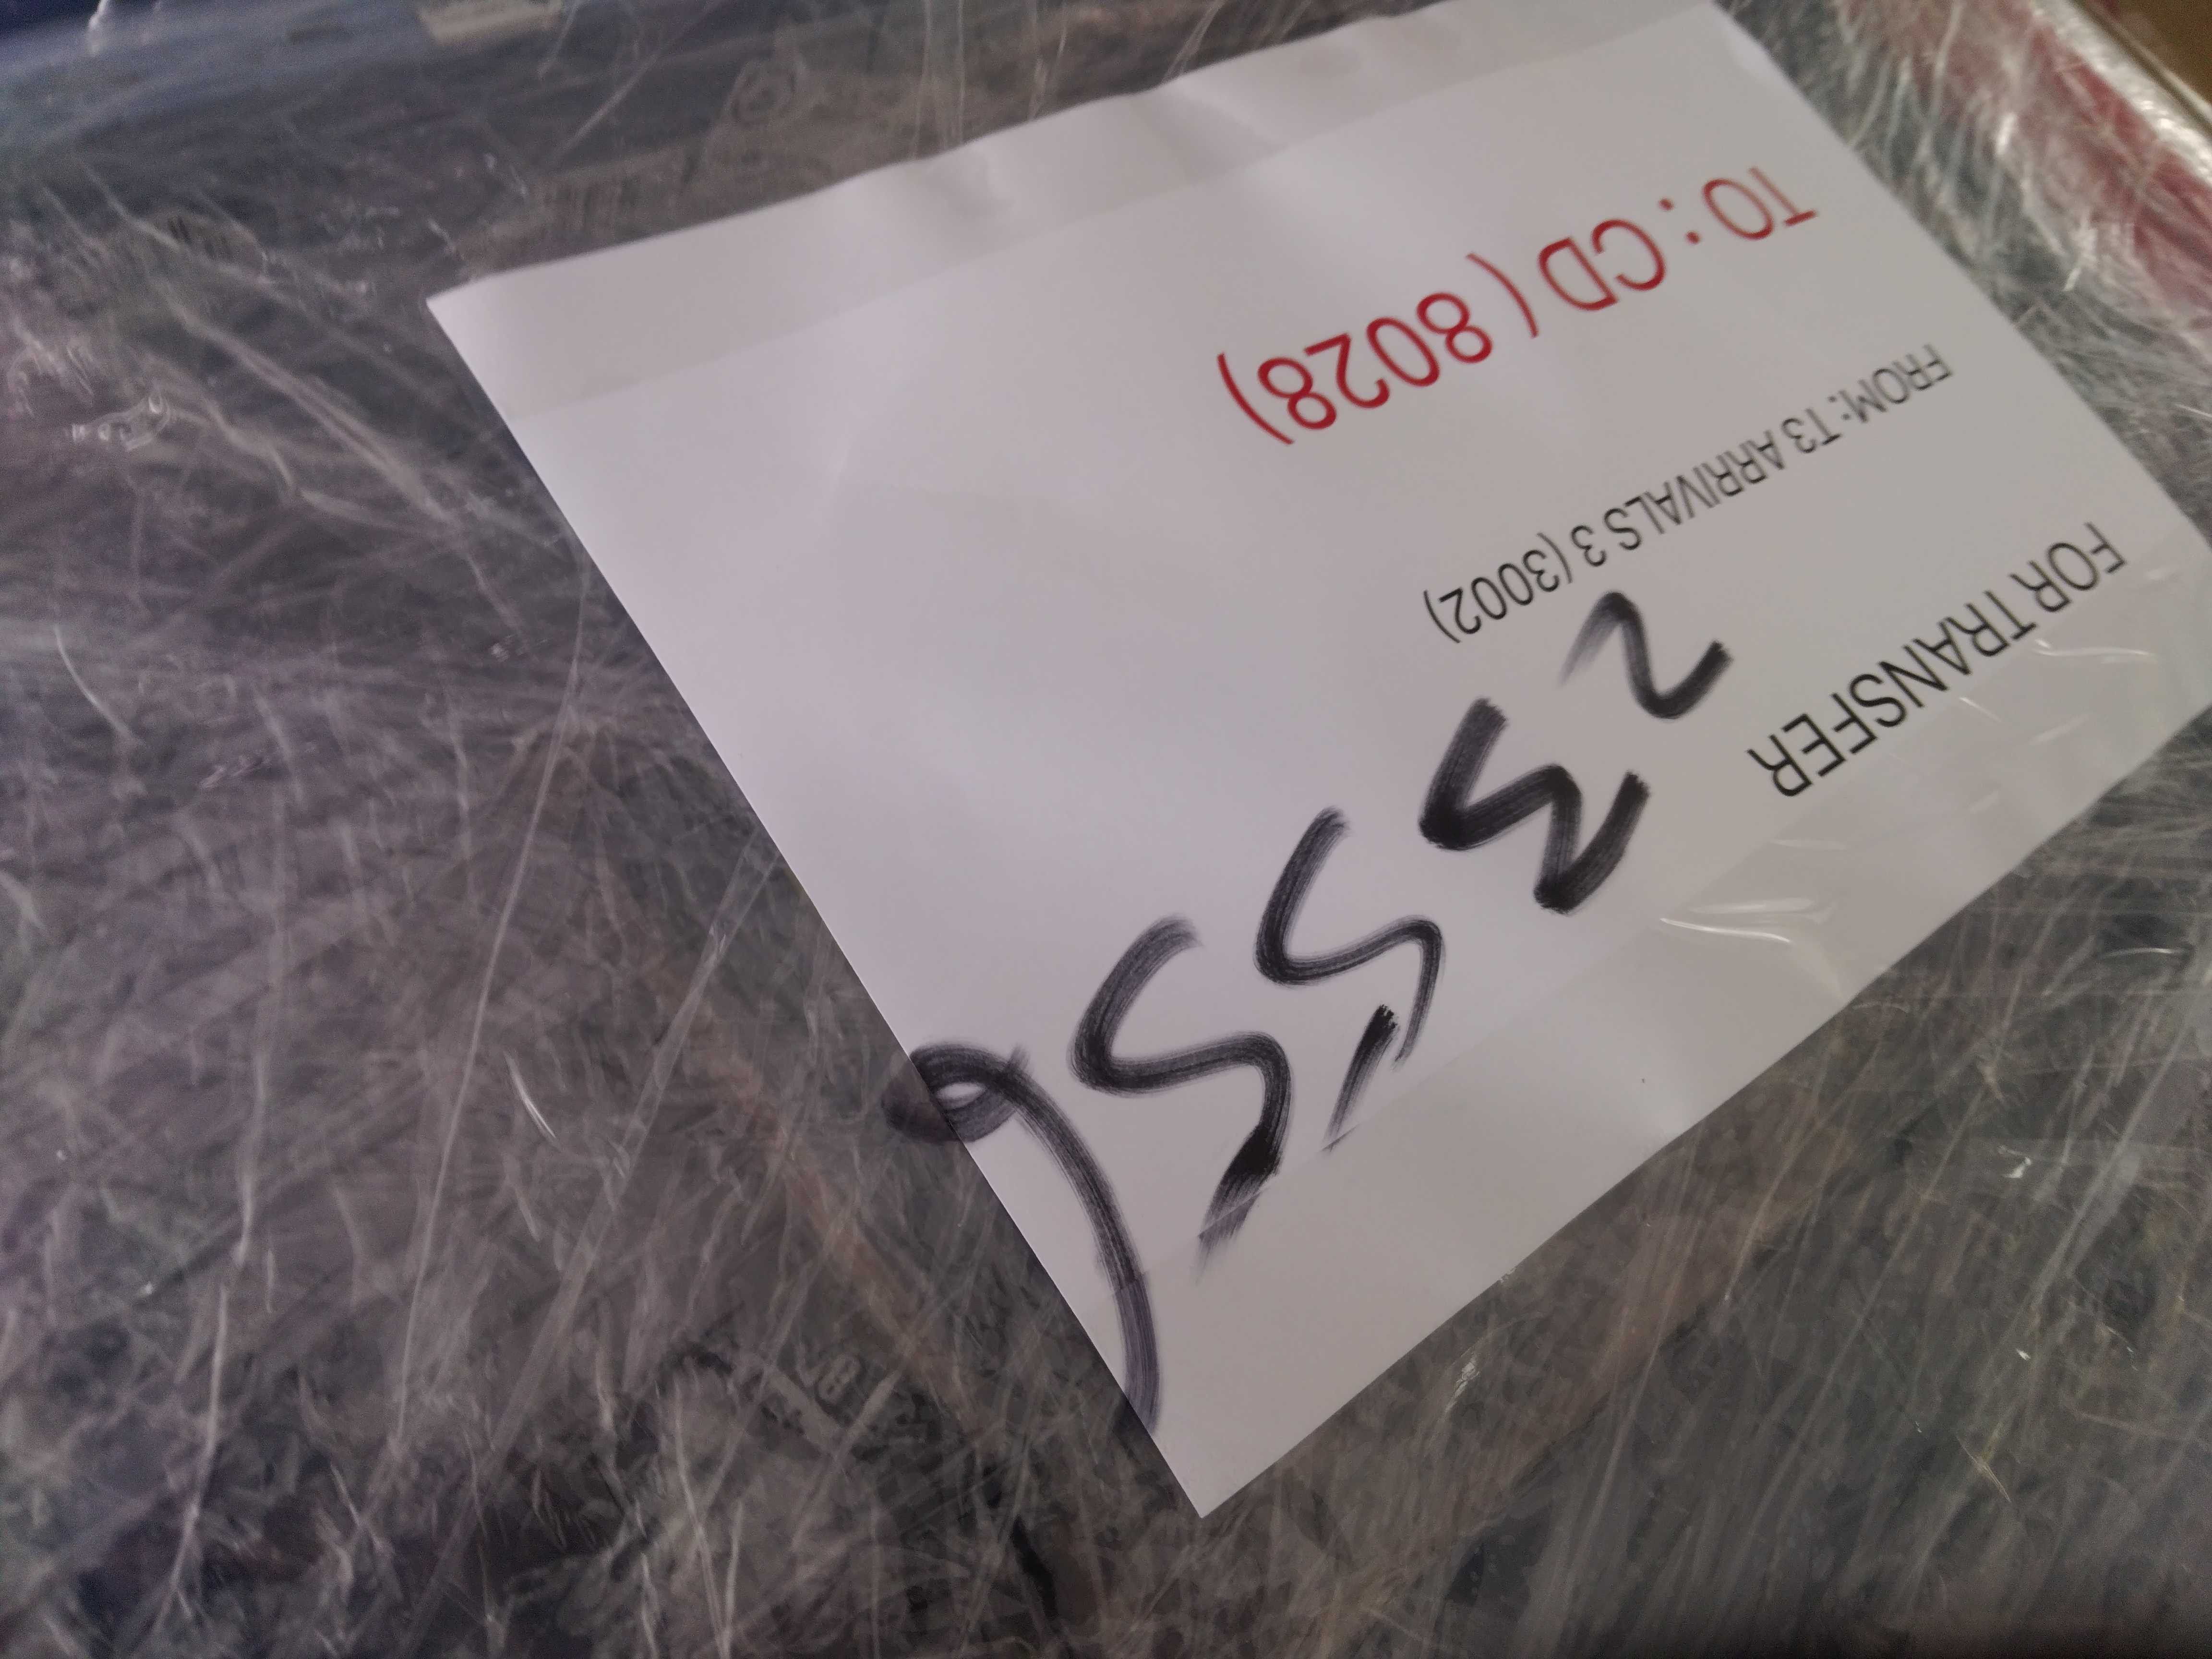 FOR TRANSFER
23556
FROM: T3 ARRIVALS 3 (3002)
TO : CD ( 8028)